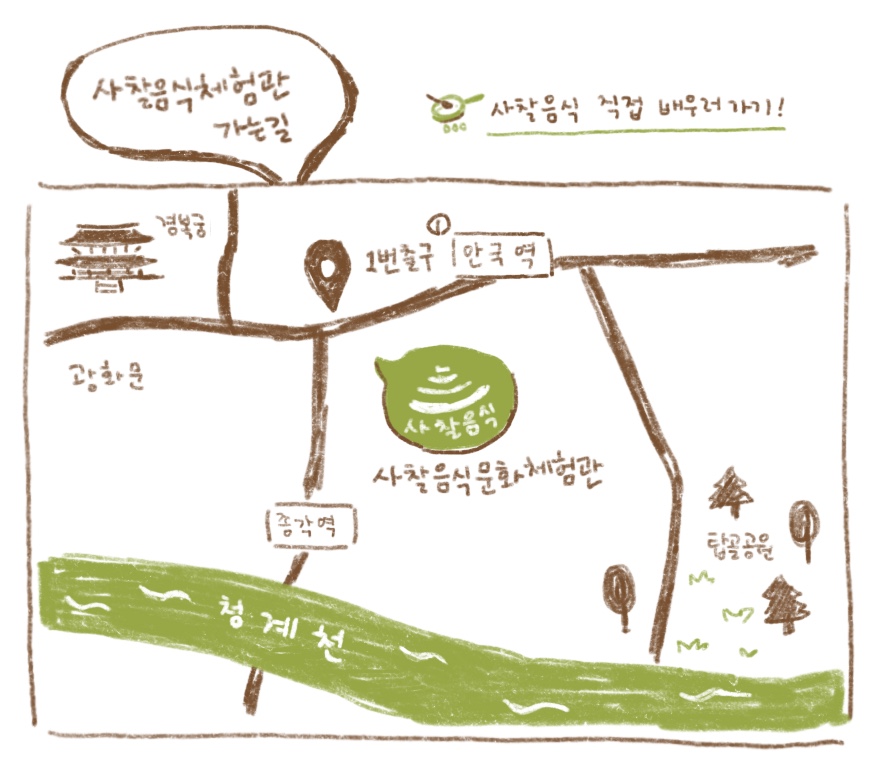 사찰음식체험관
가는길
사찰음식 직접 배우러가기!
경복궁
①
1번출구
안국역
광화문
사찰음식
사찰음식문화체험관
종각역
탑골공원
청계천